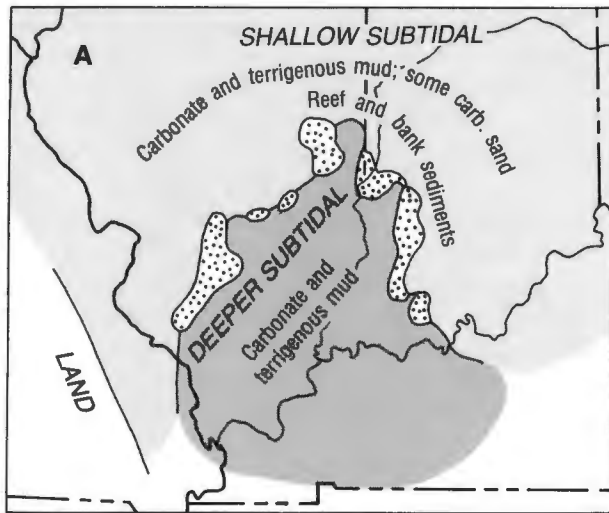 A
SHALLOW SUBTIDAL
Carbonate and terrigenous mud; some carb. sand
Reef and bank sediments
DEEPER SUBTIDAL
Carbonate and
terrigenous mud
LAND